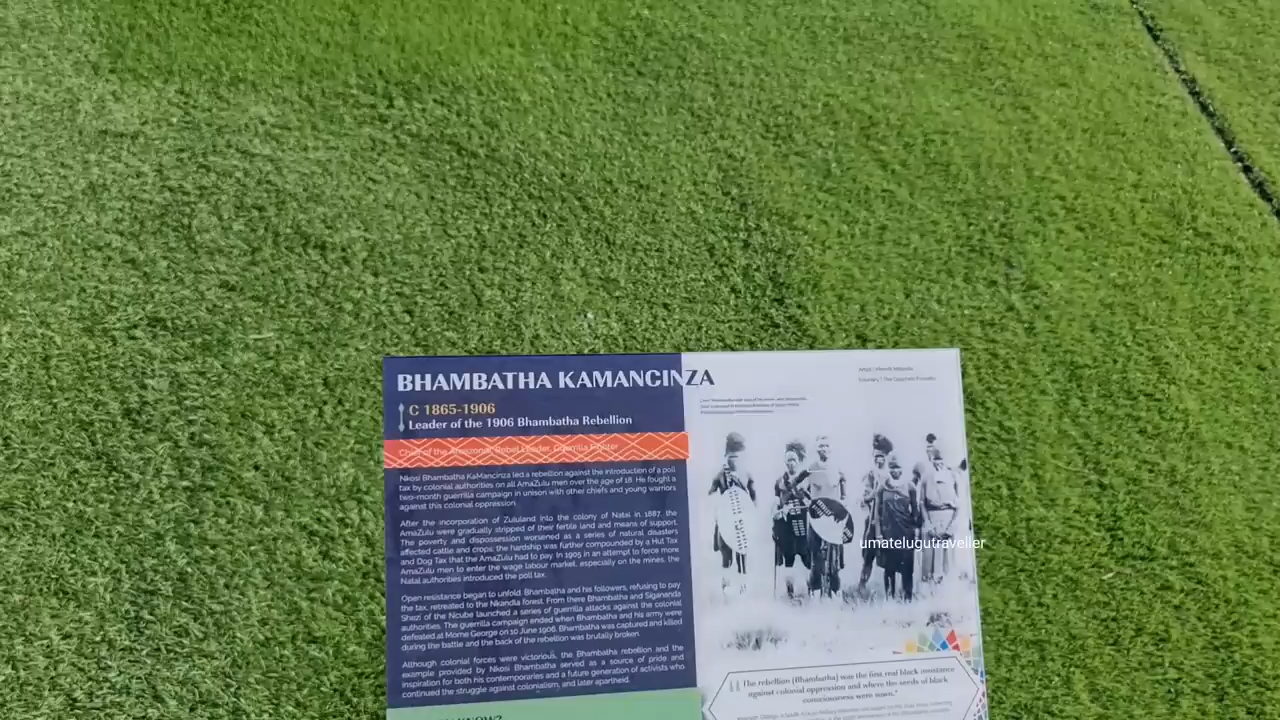 BHAMBATHA KAMANCINZA
C 1865-1906
Leader of the 1906 Bhambatha Rebellion
Chief of the Amazondi, Rebel Leader, Guerrilla Fighter
Nkosi Bhambatha KaMancinza led a rebellion against the introduction of a poll
tax by colonial authorities on all AmaZulu men over the age of 18. He fought a
two-month guerrilla campaign in unison with other chiefs and young warriors
against this colonial oppression.
After the incorporation of Zululand into the colony of Natal in 1887, the
AmaZulu were gradually stripped of their fertile land and means of support.
The poverty and dispossession worsened as a series of natural disasters
affected cattle and crops; the hardship was further compounded by a Hut Tax
and Dog Tax that the AmaZulu had to pay. In 1905 in an attempt to force more
AmaZulu men to enter the wage labour market, especially on the mines, the
Natal authorities introduced the poll tax.
Open resistance began to unfold. Bhambatha and his followers, refusing to pay
the tax, retreated to the Nkandla forest. From there Bhambatha and Sigananda
Shezi of the Ncube launched a series of guerrilla attacks against the colonial
authorities. The guerrilla campaign ended when Bhambatha and his army were
defeated at Mome George on 10 June 1906. Bhambatha was captured and killed
during the battle and the back of the rebellion was brutally broken.
Although colonial forces were victorious, the Bhambatha rebellion and the
example provided by Nkosi Bhambatha served as a source of pride and
inspiration for both his contemporaries and a future generation of activists who
continued the struggle against colonialism, and later apartheid.
KNOW?
umatelugutraveller
"The rebellion [Bhambatha] was the first real black resistance
against colonial oppression and where the seeds of black
consciousness were sown."